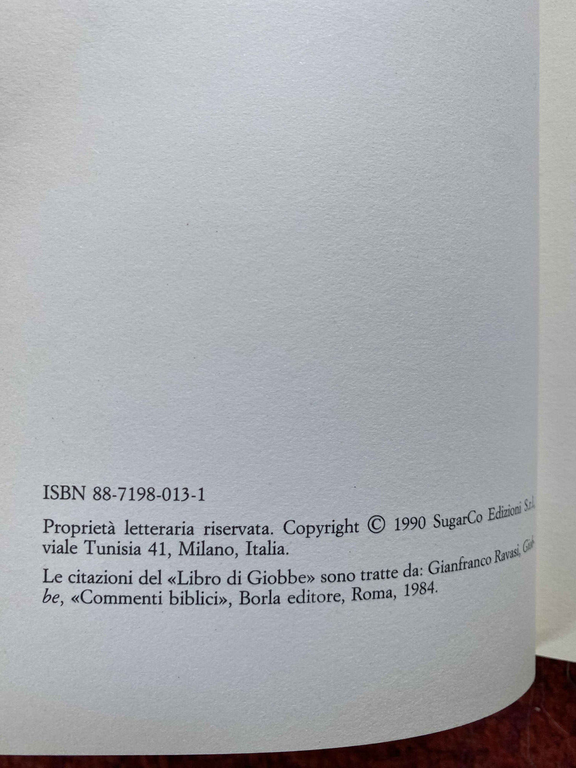 ISBN 88-7198-013-1
Proprietà letteraria riservata. Copyright © 1990 SugarCo Edizioni S.r.l.,
viale Tunisia 41, Milano, Italia.
Le citazioni del «Libro di Giobbe» sono tratte da: Gianfranco Ravasi, Giob-
be, «Commenti biblici», Borla editore, Roma, 1984.